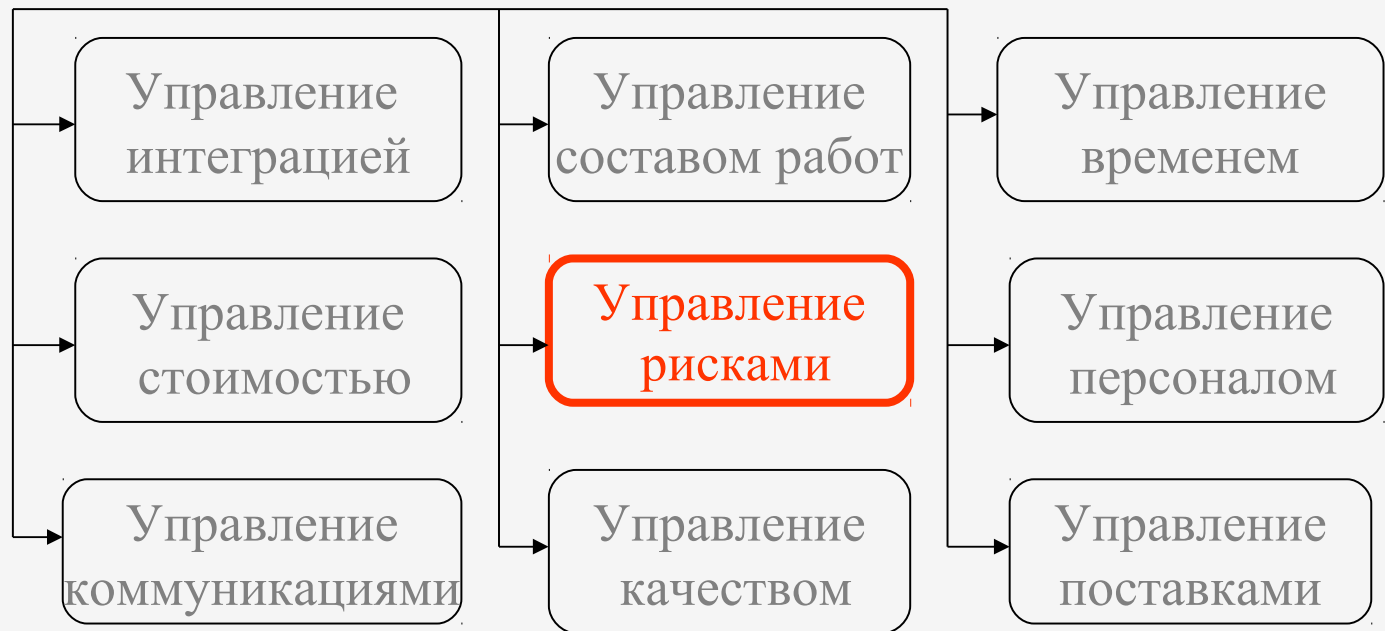 Управление
интеграцией
Управление
составом работ
Управление
временем
Управление
стоимостью
Управление
рисками
Управление
персоналом
Управление
коммуникациями
Управление
качеством
Управление
поставками